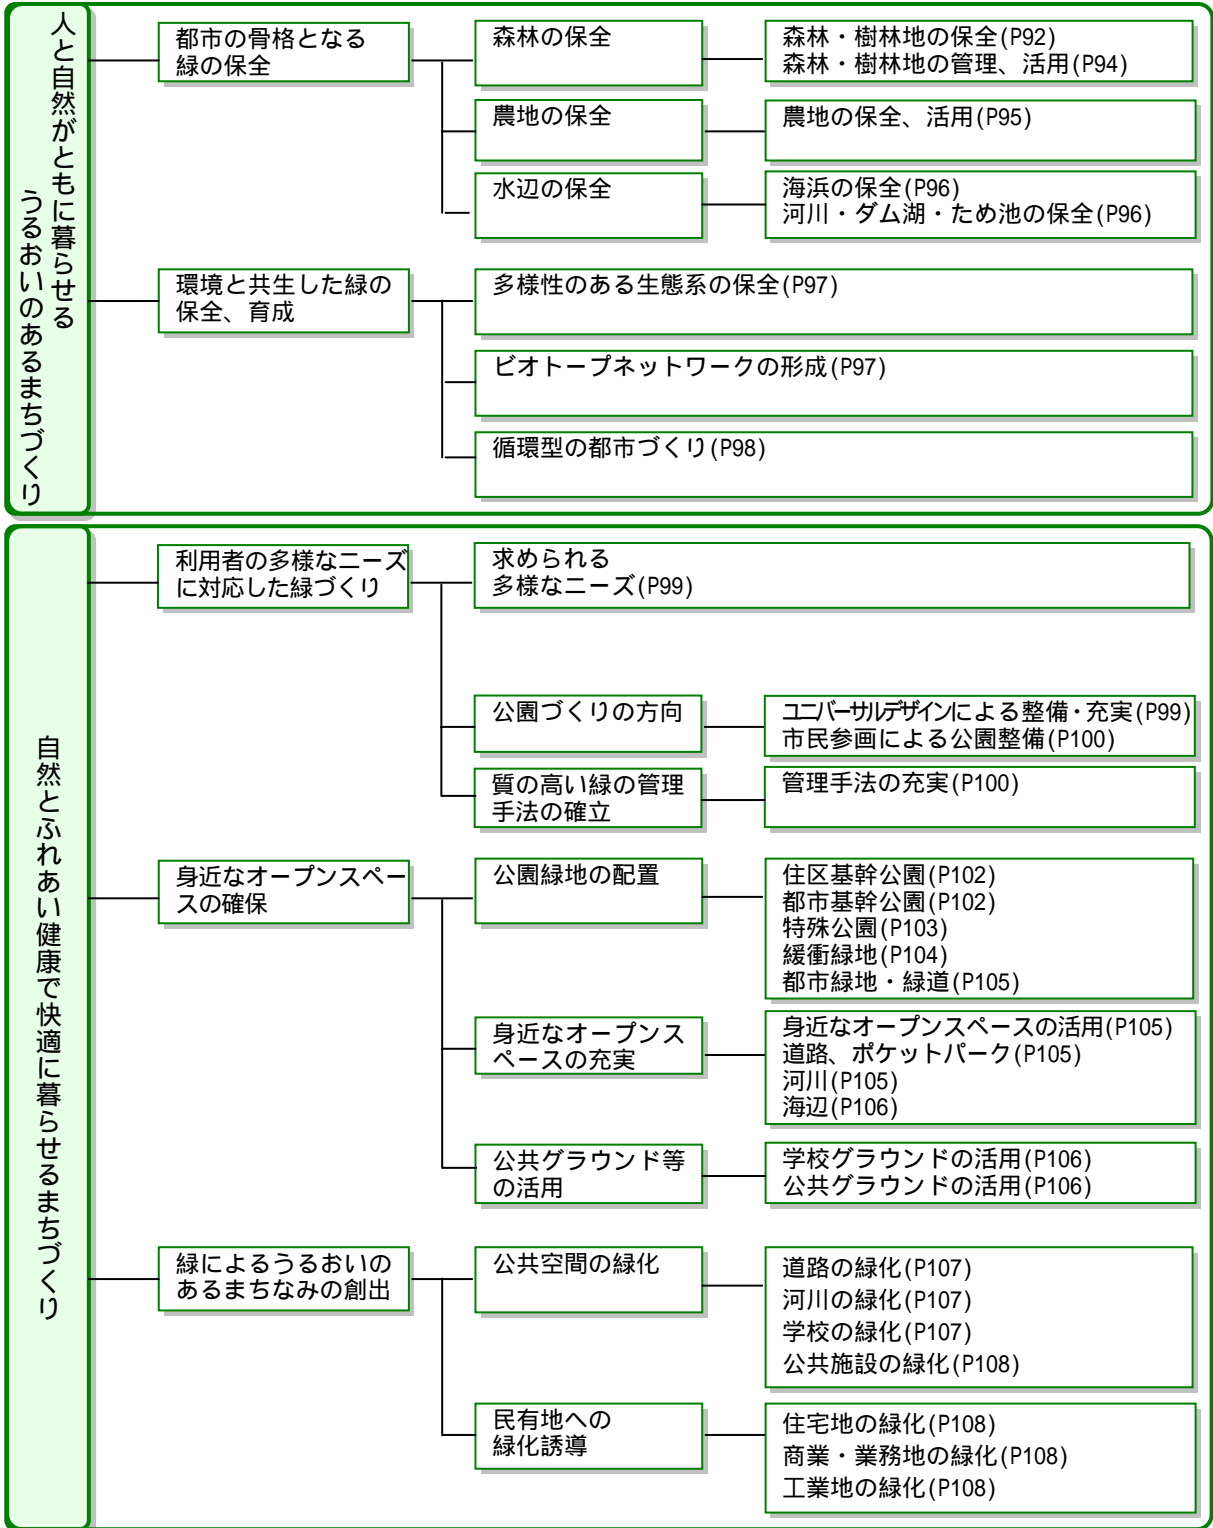 人と自然がともに暮らせる
うるおいのあるまちづくり
都市の骨格となる
緑の保全
森林の保全
森林・樹林地の保全(P92)
森林・樹林地の管理、活用(P94)
農地の保全
農地の保全、活用(P95)
水辺の保全
海浜の保全(P96)
河川・ダム湖・ため池の保全(P96)
環境と共生した緑の
保全、育成
多様性のある生態系の保全(P97)
ビオトープネットワークの形成(P97)
循環型の都市づくり(P98)
自然とふれあい健康で快適に暮らせるまちづくり
利用者の多様なニーズ
に対応した緑づくり
求められる
多様なニーズ(P99)
公園づくりの方向
ユニバーサルデザインによる整備・充実(P99)
市民参画による公園整備(P100)
質の高い緑の管理
手法の確立
管理手法の充実(P100)
身近なオープンスペー
スの確保
公園緑地の配置
住区基幹公園(P102)
都市基幹公園(P102)
特殊公園(P103)
緩衝緑地(P104)
都市緑地・緑道(P105)
身近なオープンス
ペースの充実
身近なオープンスペースの活用(P105)
道路、ポケットパーク(P105)
河川(P105)
海辺(P106)
公共グラウンド等
の活用
学校グラウンドの活用(P106)
公共グラウンドの活用(P106)
緑によるうるおいの
あるまちなみの創出
公共空間の緑化
道路の緑化(P107)
河川の緑化(P107)
学校の緑化(P107)
公共施設の緑化(P108)
民有地への
緑化誘導
住宅地の緑化(P108)
商業・業務地の緑化(P108)
工業地の緑化(P108)